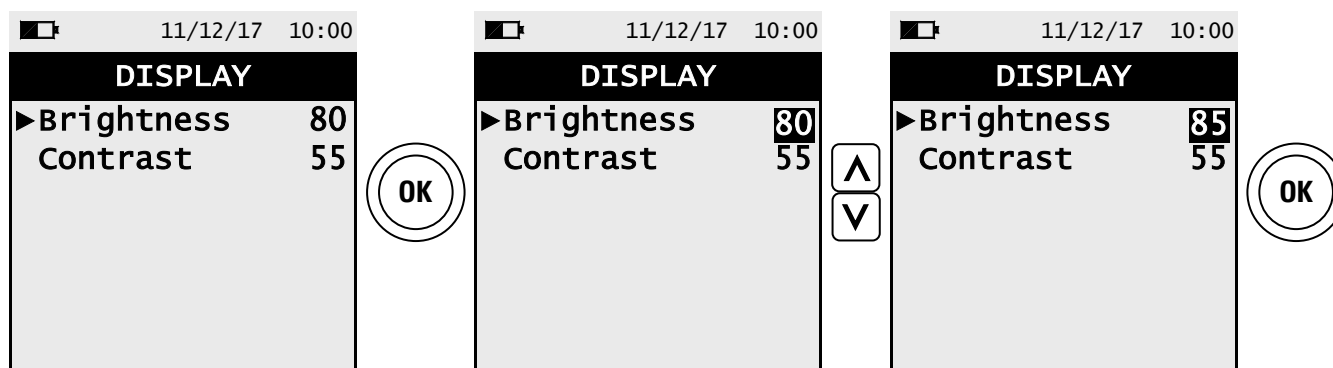 11/12/17 10:00
DISPLAY
►Brightness 80
Contrast 55
OK
11/12/17 10:00
DISPLAY
►Brightness 80
Contrast 55
11/12/17 10:00
DISPLAY
►Brightness 85
Contrast 55
OK